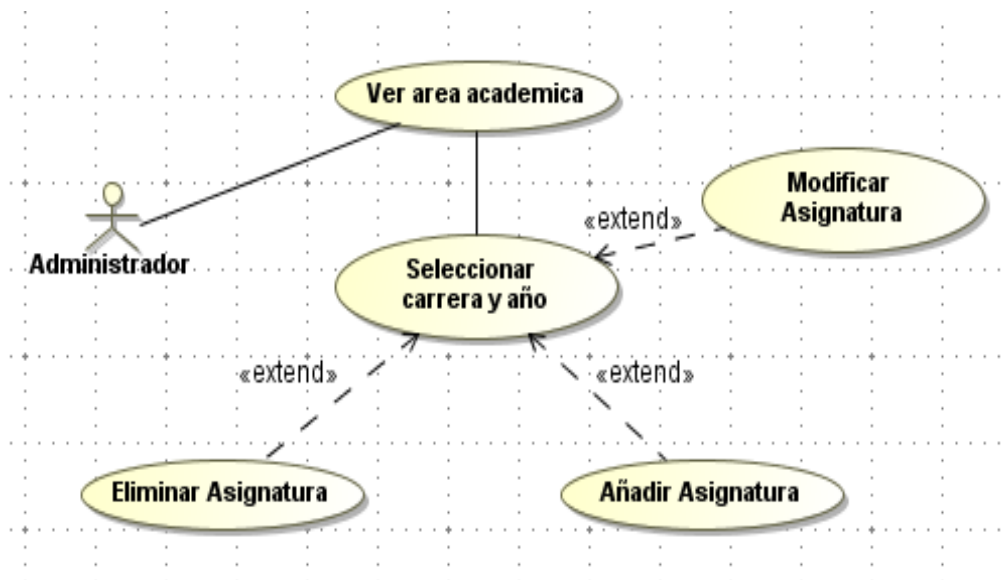 Ver area academica
Modificar
Asignatura
«extend»
Administrador
Seleccionar
carrera y año
«extend»
«extend»
Eliminar Asignatura
Añadir Asignatura